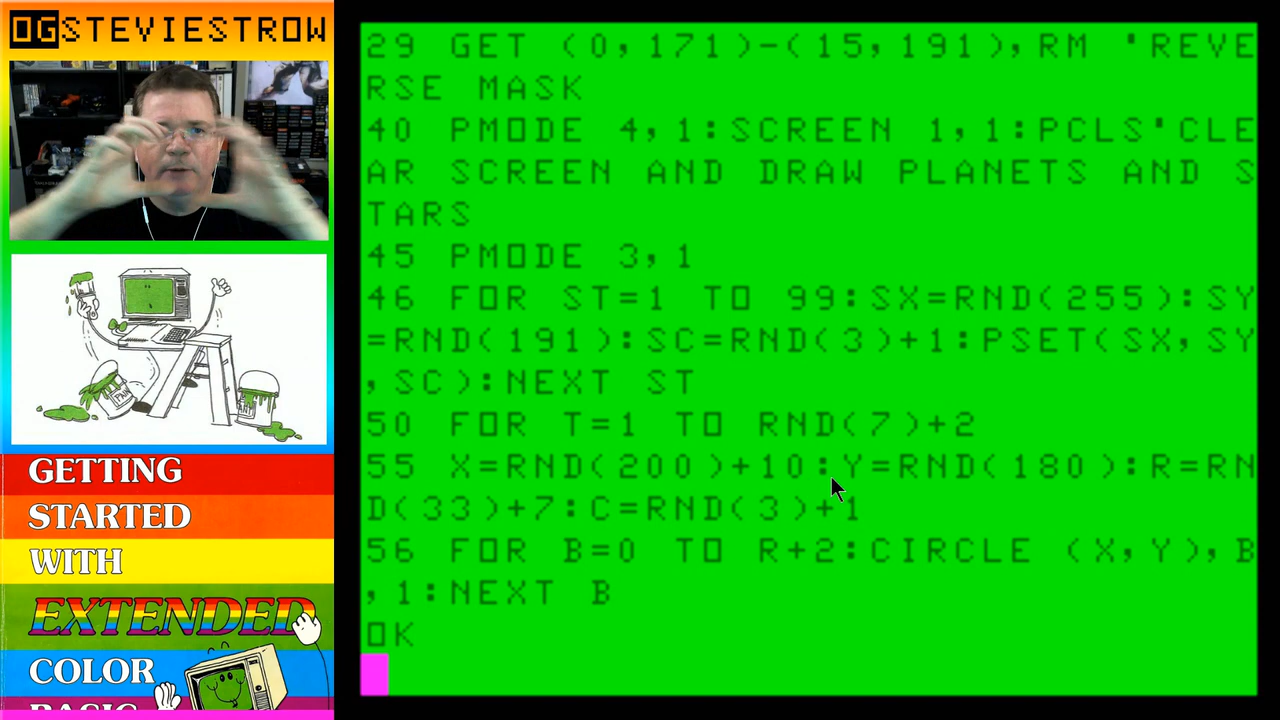 OGSTEVIESTROW
29 GET (0,171)-(15,191),RM 'REVE
RSE MASK
40 PMODE 4,1:SCREEN 1, :PCLS'CLE
AR SCREEN AND DRAW PLANETS AND S
TARS
45 PMODE 3,1
46 FOR ST=1 TO 99:SX=RND(255):SY
=RND(191):SC=RND(3)+1:PSET(SX,SY
,SC):NEXT ST
50 FOR T=1 TO RND(7)+2
55 X=RND(200)+10:Y=RND(180):R=RN
D(33)+7:C=RND(3)+1
56 FOR B=0 TO R+2:CIRCLE (X,Y),B
,1:NEXT B
OK
GETTING
STARTED
WITH
EXTENDED
COLOR
BASIC